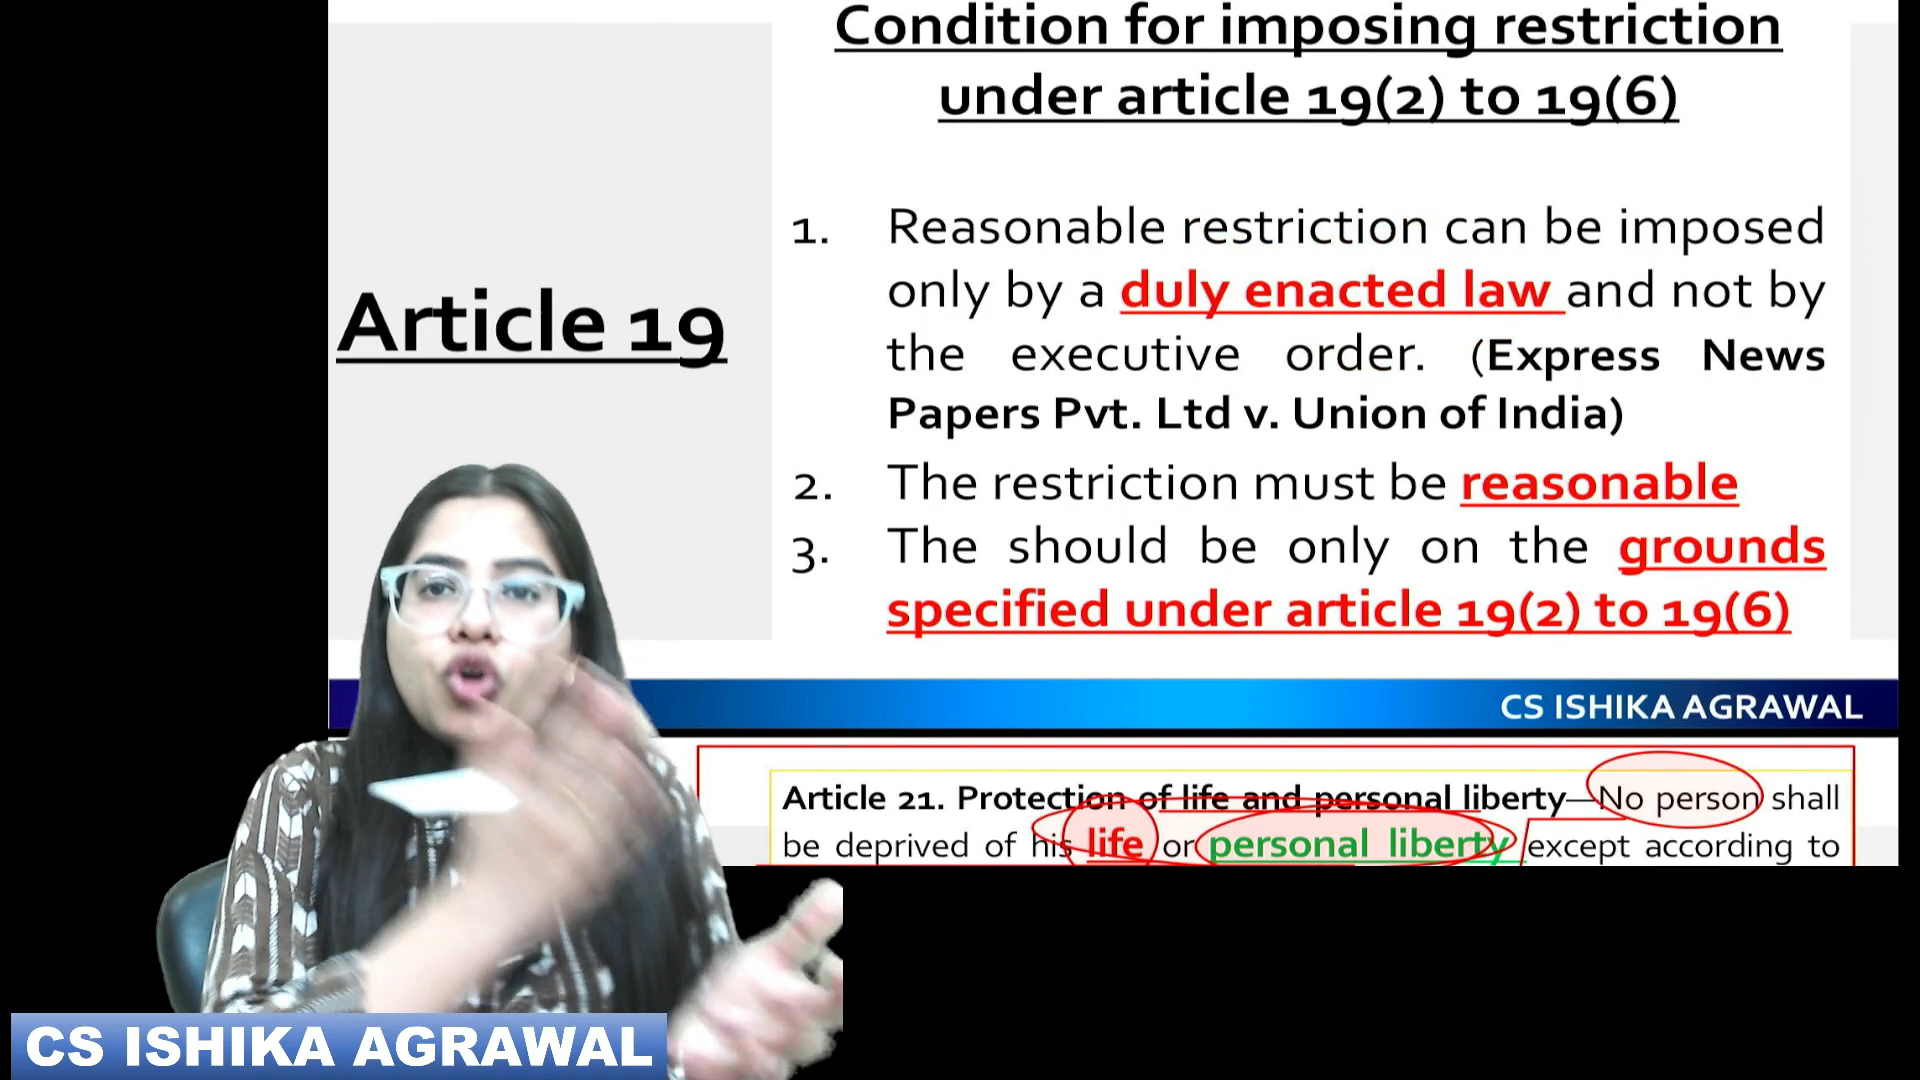 Condition for imposing restriction
under article 19(2) to 19(6)
Article 19
1. Reasonable restriction can be imposed
only by a duly enacted law and not by
the executive order. (Express News
Papers Pvt. Ltd v. Union of India)
2. The restriction must be reasonable
3. The should be only on the grounds
specified under article 19(2) to 19(6)
CS ISHIKA AGRAWAL
Article 21. Protection of life and personal liberty—No person shall
be deprived of his life or personal liberty except according to
CS ISHIKA AGRAWAL